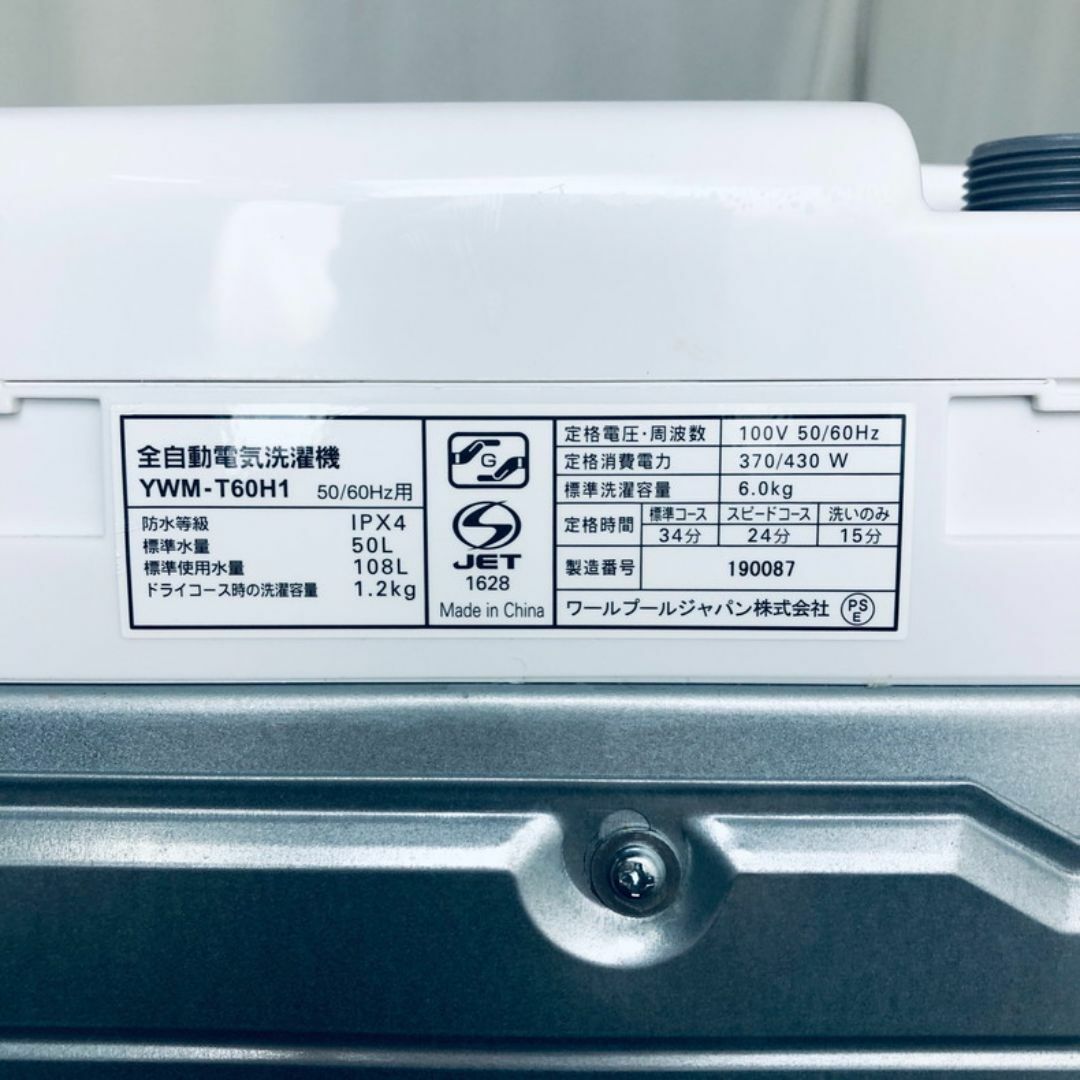 全自動電気洗濯機
YWM-T60H1 50/60Hz用
防水等級 IPX4
標準水量 50L
標準使用水量 108L
ドライコース時の洗濯容量 1.2kg
G
S
JET
1628
Made in China
定格電圧・周波数 100V 50/60Hz
定格消費電力 370/430 W
標準洗濯容量 6.0kg
定格時間 標準コース スピードコース 洗いのみ
34分 24分 15分
製造番号 190087
ワールプールジャパン株式会社 PSE